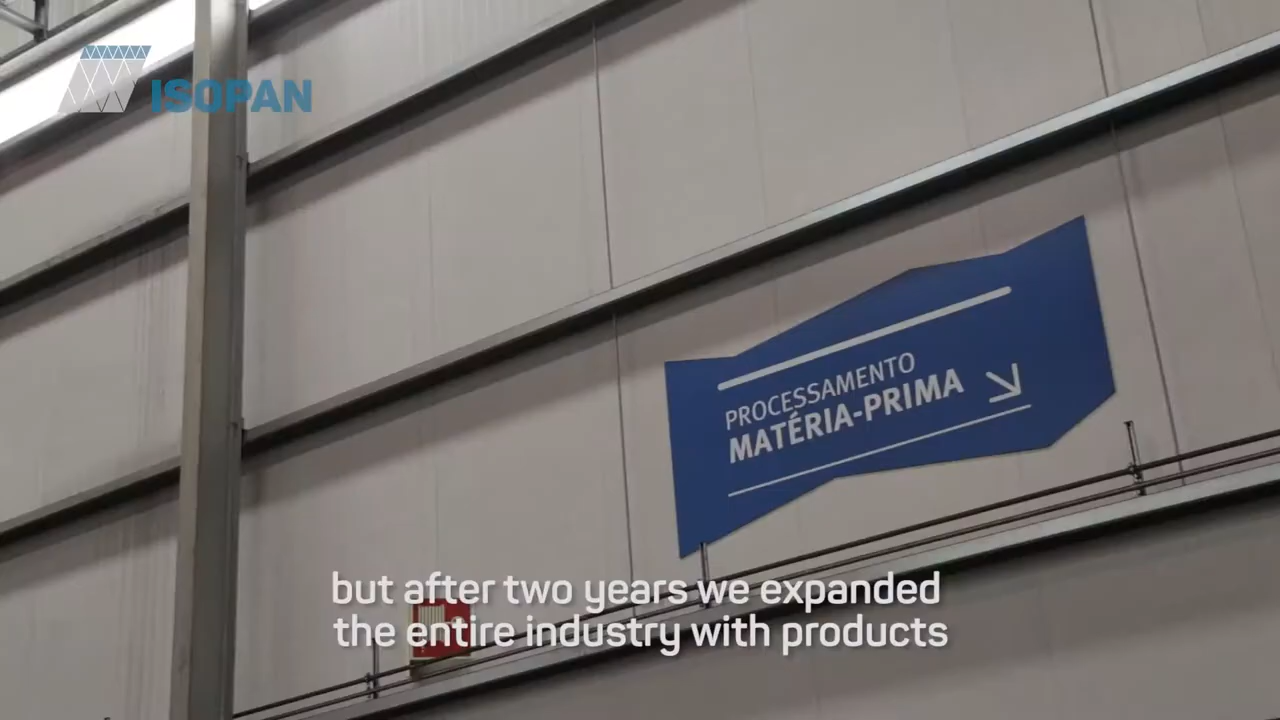 ISOPAN
PROCESSAMENTO
MATÉRIA-PRIMA
but after two years we expanded
the entire industry with products